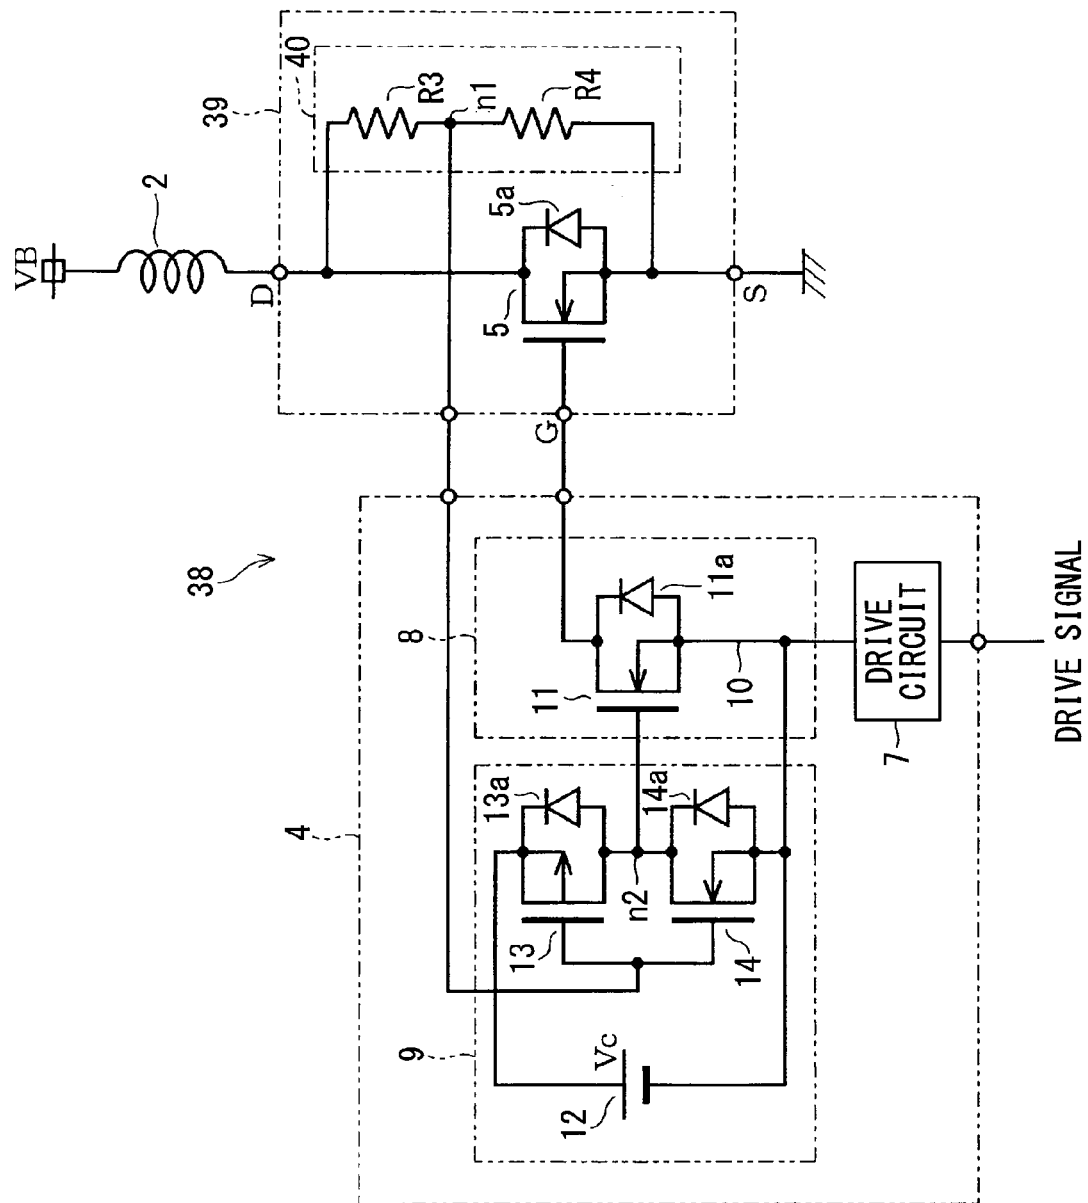 VB
2
39
40
R3
n1
R4
D
5a
5
S
G
38
4
8
11a
11
10
DRIVE
CIRCUIT
7
DRIVE SIGNAL
13a
14a
n2
13
14
9
Vc
12